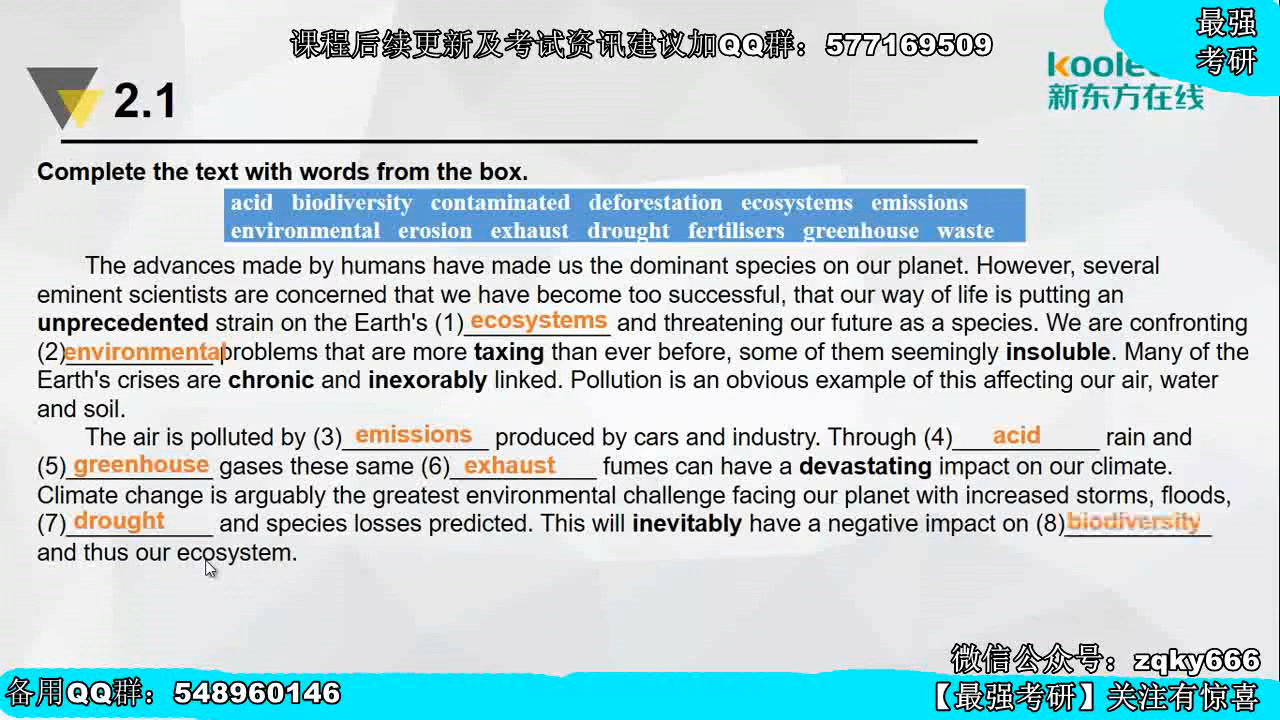 课程后续更新及考试资讯建议加QQ群：577169509
最强
考研
koole
新东方在线
2.1
Complete the text with words from the box.
acid biodiversity contaminated deforestation ecosystems emissions
environmental erosion exhaust drought fertilisers greenhouse waste
The advances made by humans have made us the dominant species on our planet. However, several
eminent scientists are concerned that we have become too successful, that our way of life is putting an
unprecedented strain on the Earth's (1) ecosystems and threatening our future as a species. We are confronting
(2) environmental problems that are more taxing than ever before, some of them seemingly insoluble. Many of the
Earth's crises are chronic and inexorably linked. Pollution is an obvious example of this affecting our air, water
and soil.
The air is polluted by (3) emissions produced by cars and industry. Through (4) acid rain and
(5) greenhouse gases these same (6) exhaust fumes can have a devastating impact on our climate.
Climate change is arguably the greatest environmental challenge facing our planet with increased storms, floods,
(7) drought and species losses predicted. This will inevitably have a negative impact on (8) biodiversity
and thus our ecosystem.
微信公众号：zqky666
备用QQ群：548960146
【最强考研】关注有惊喜